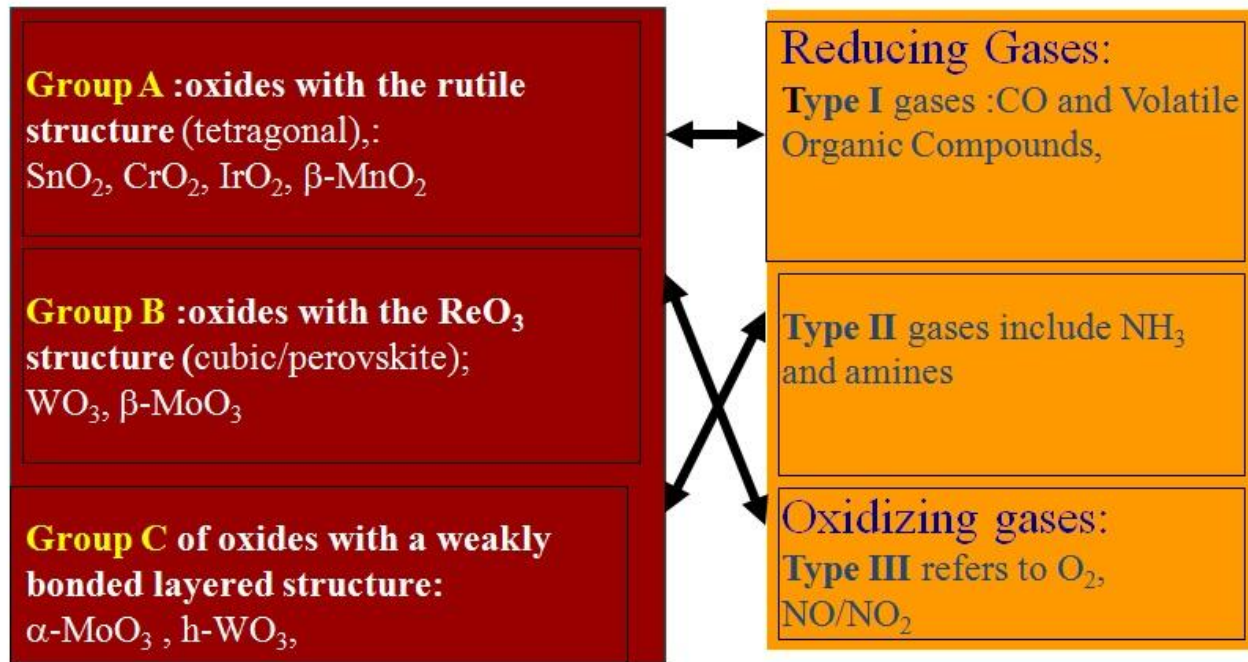 Group A :oxides with the rutile
structure (tetragonal),:
SnO₂, CrO₂, IrO₂, β-MnO₂
Group B :oxides with the ReO₃
structure (cubic/perovskite);
WO₃, β-MoO₃
Group C of oxides with a weakly
bonded layered structure:
α-MoO₃ , h-WO₃,
Reducing Gases:
Type I gases :CO and Volatile
Organic Compounds,
Type II gases include NH₃
and amines
Oxidizing gases:
Type III refers to O₂,
NO/NO₂